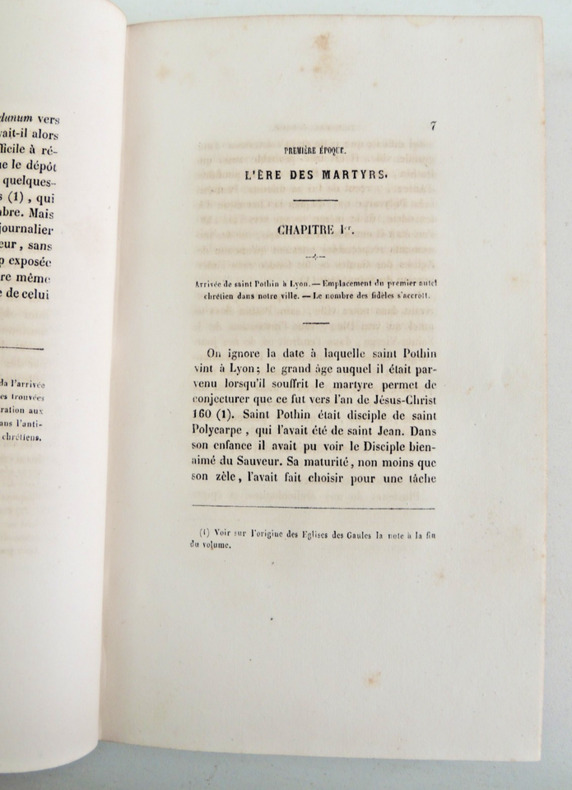 dunum vers
vait-il alors
ficile à ré-
ue le dépôt
quelques-
s (1), qui
mbre. Mais
journalier
eur, sans
p exposée
re même
e de celui
la l'arrivée
es trouvées
ration aux
ans l'anti-
chrétiens.
7
PREMIÈRE ÉPOQUE.
L'ÈRE DES MARTYRS.
CHAPITRE Ier.
Arrivée de saint Pothin à Lyon. — Emplacement du premier autel
chrétien dans notre ville. — Le nombre des fidèles s'accroît.
On ignore la date à laquelle saint Pothin
vint à Lyon; le grand âge auquel il était par-
venu lorsqu'il souffrit le martyre permet de
conjecturer que ce fut vers l'an de Jésus-Christ
160 (1). Saint Pothin était disciple de saint
Polycarpe, qui l'avait été de saint Jean. Dans
son enfance il avait pu voir le Disciple bien-
aimé du Sauveur. Sa maturité, non moins que
son zèle, l'avait fait choisir pour une tâche
(1) Voir sur l'origine des Eglises des Gaules la note à la fin
du volume.